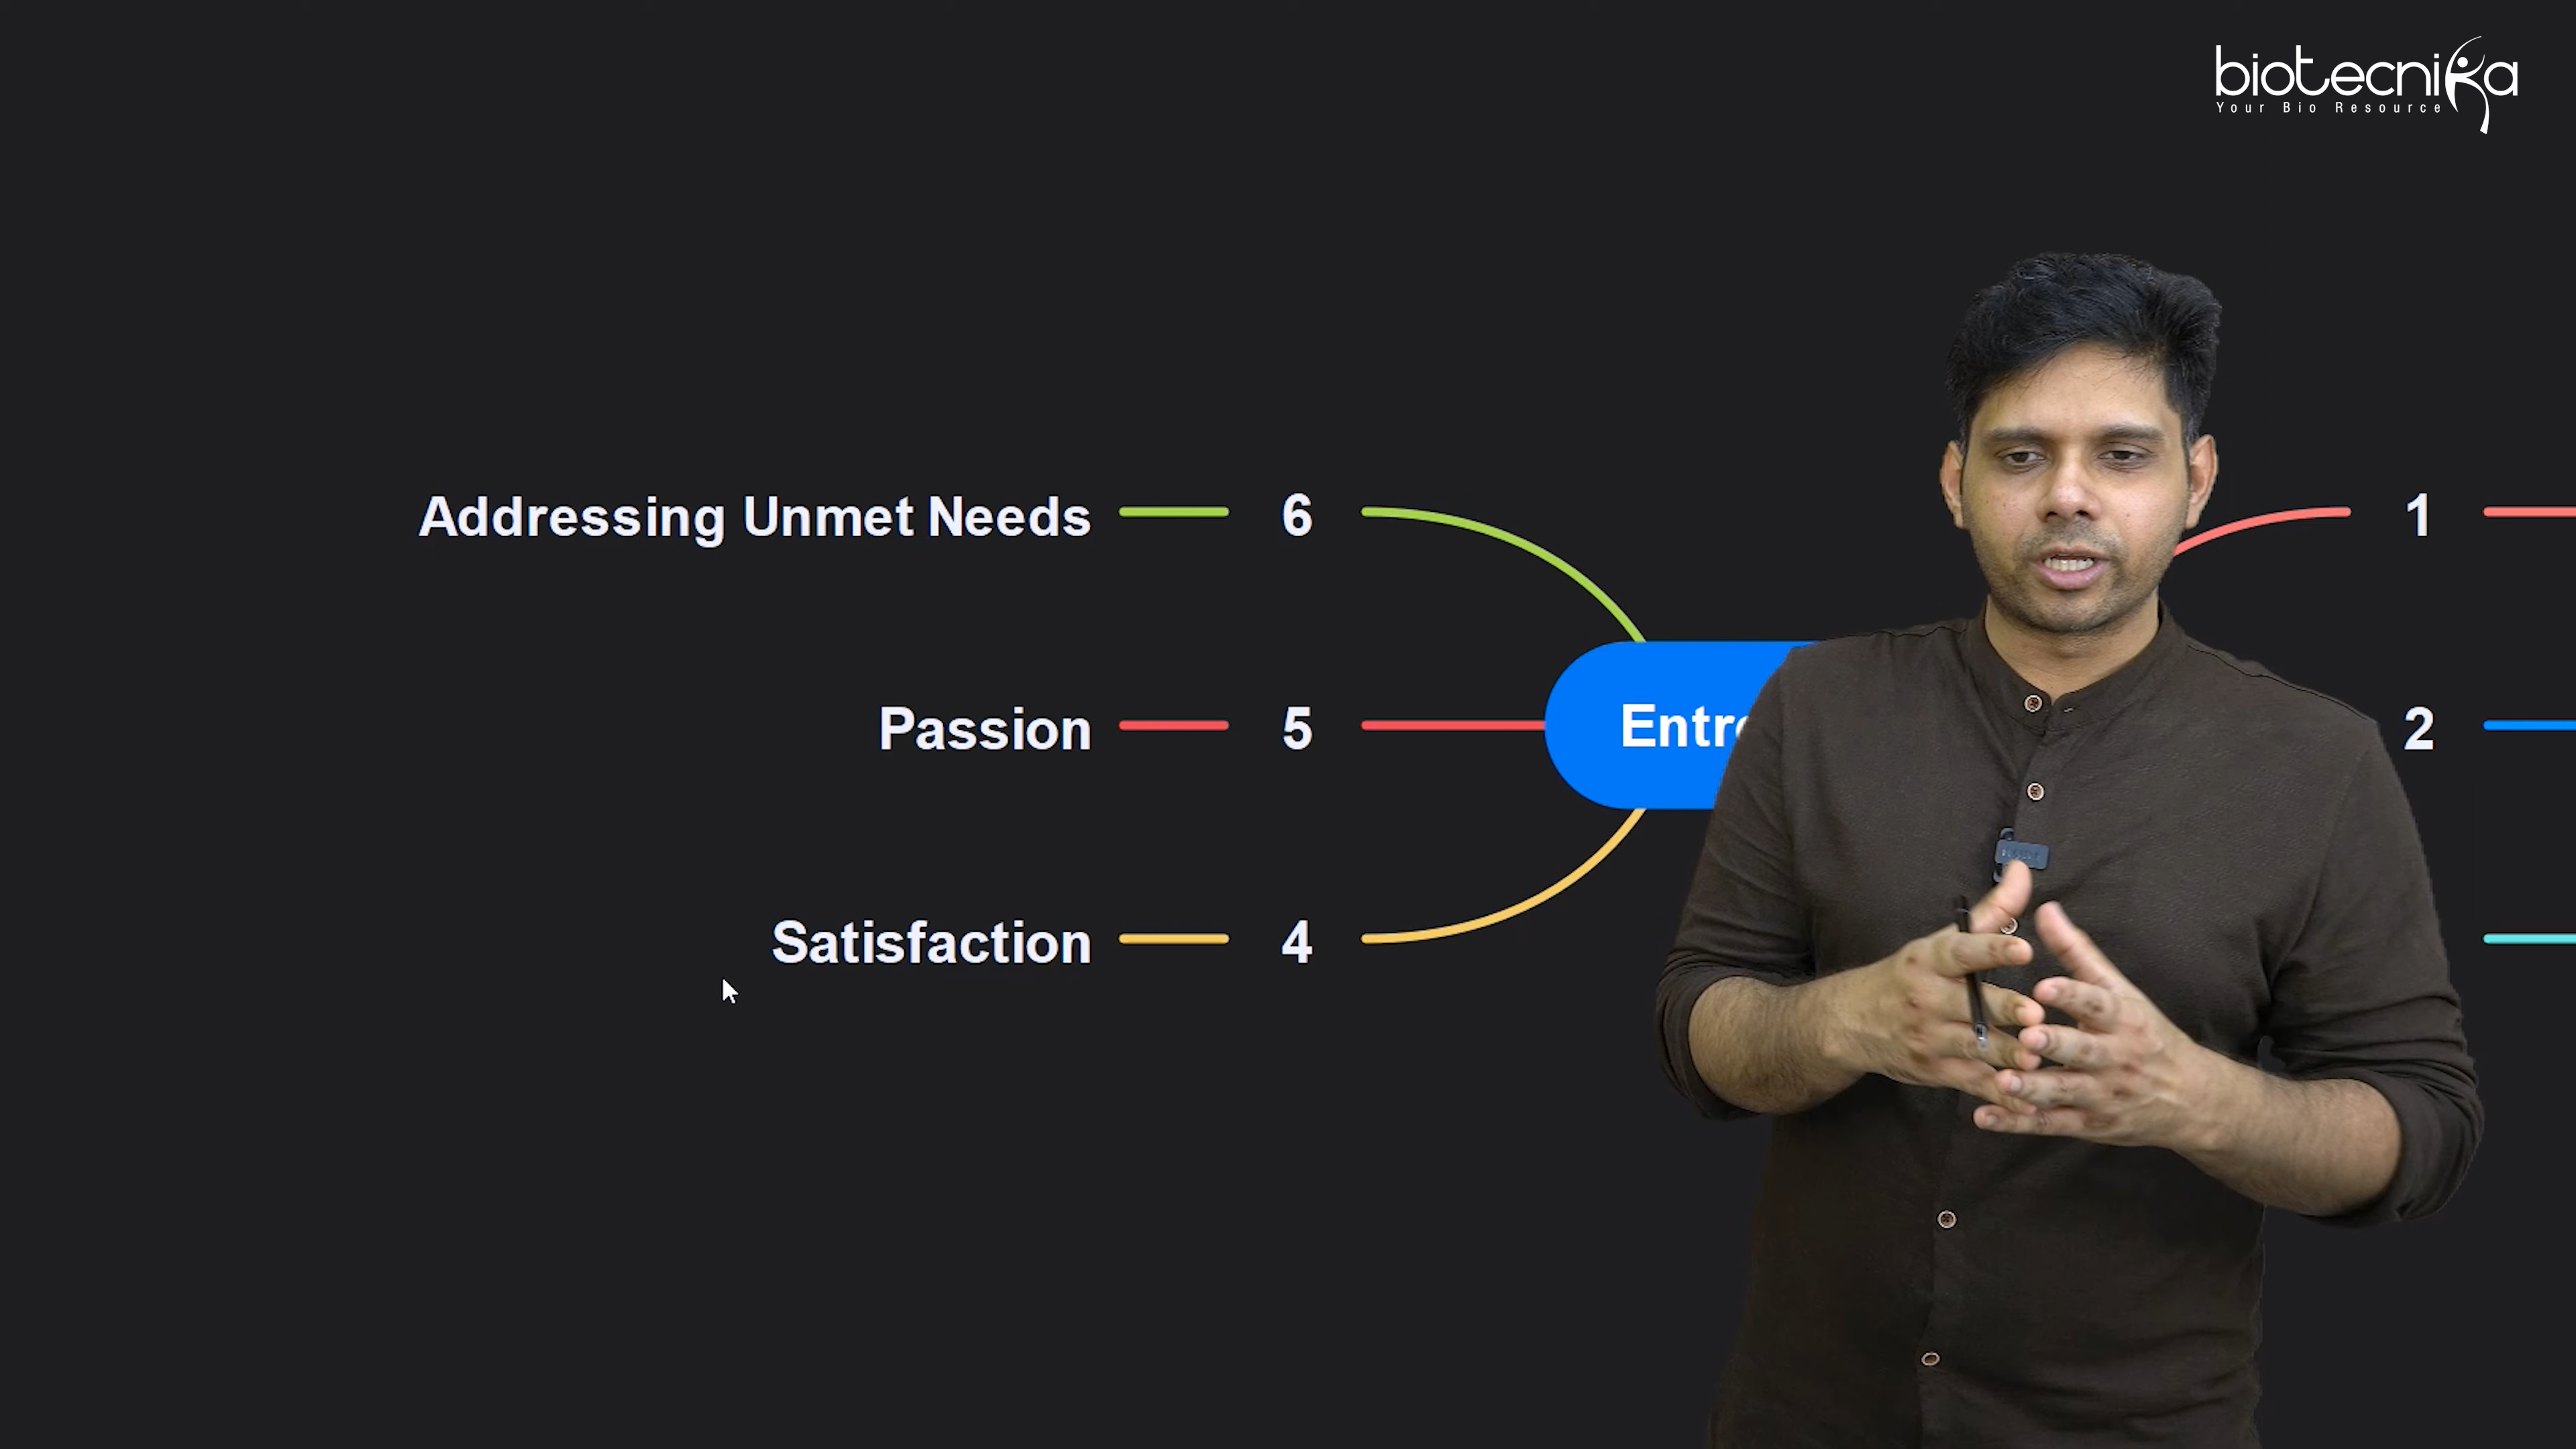 biotecnika
Your Bio Resource
Addressing Unmet Needs 6
1
Passion 5
2
Satisfaction 4